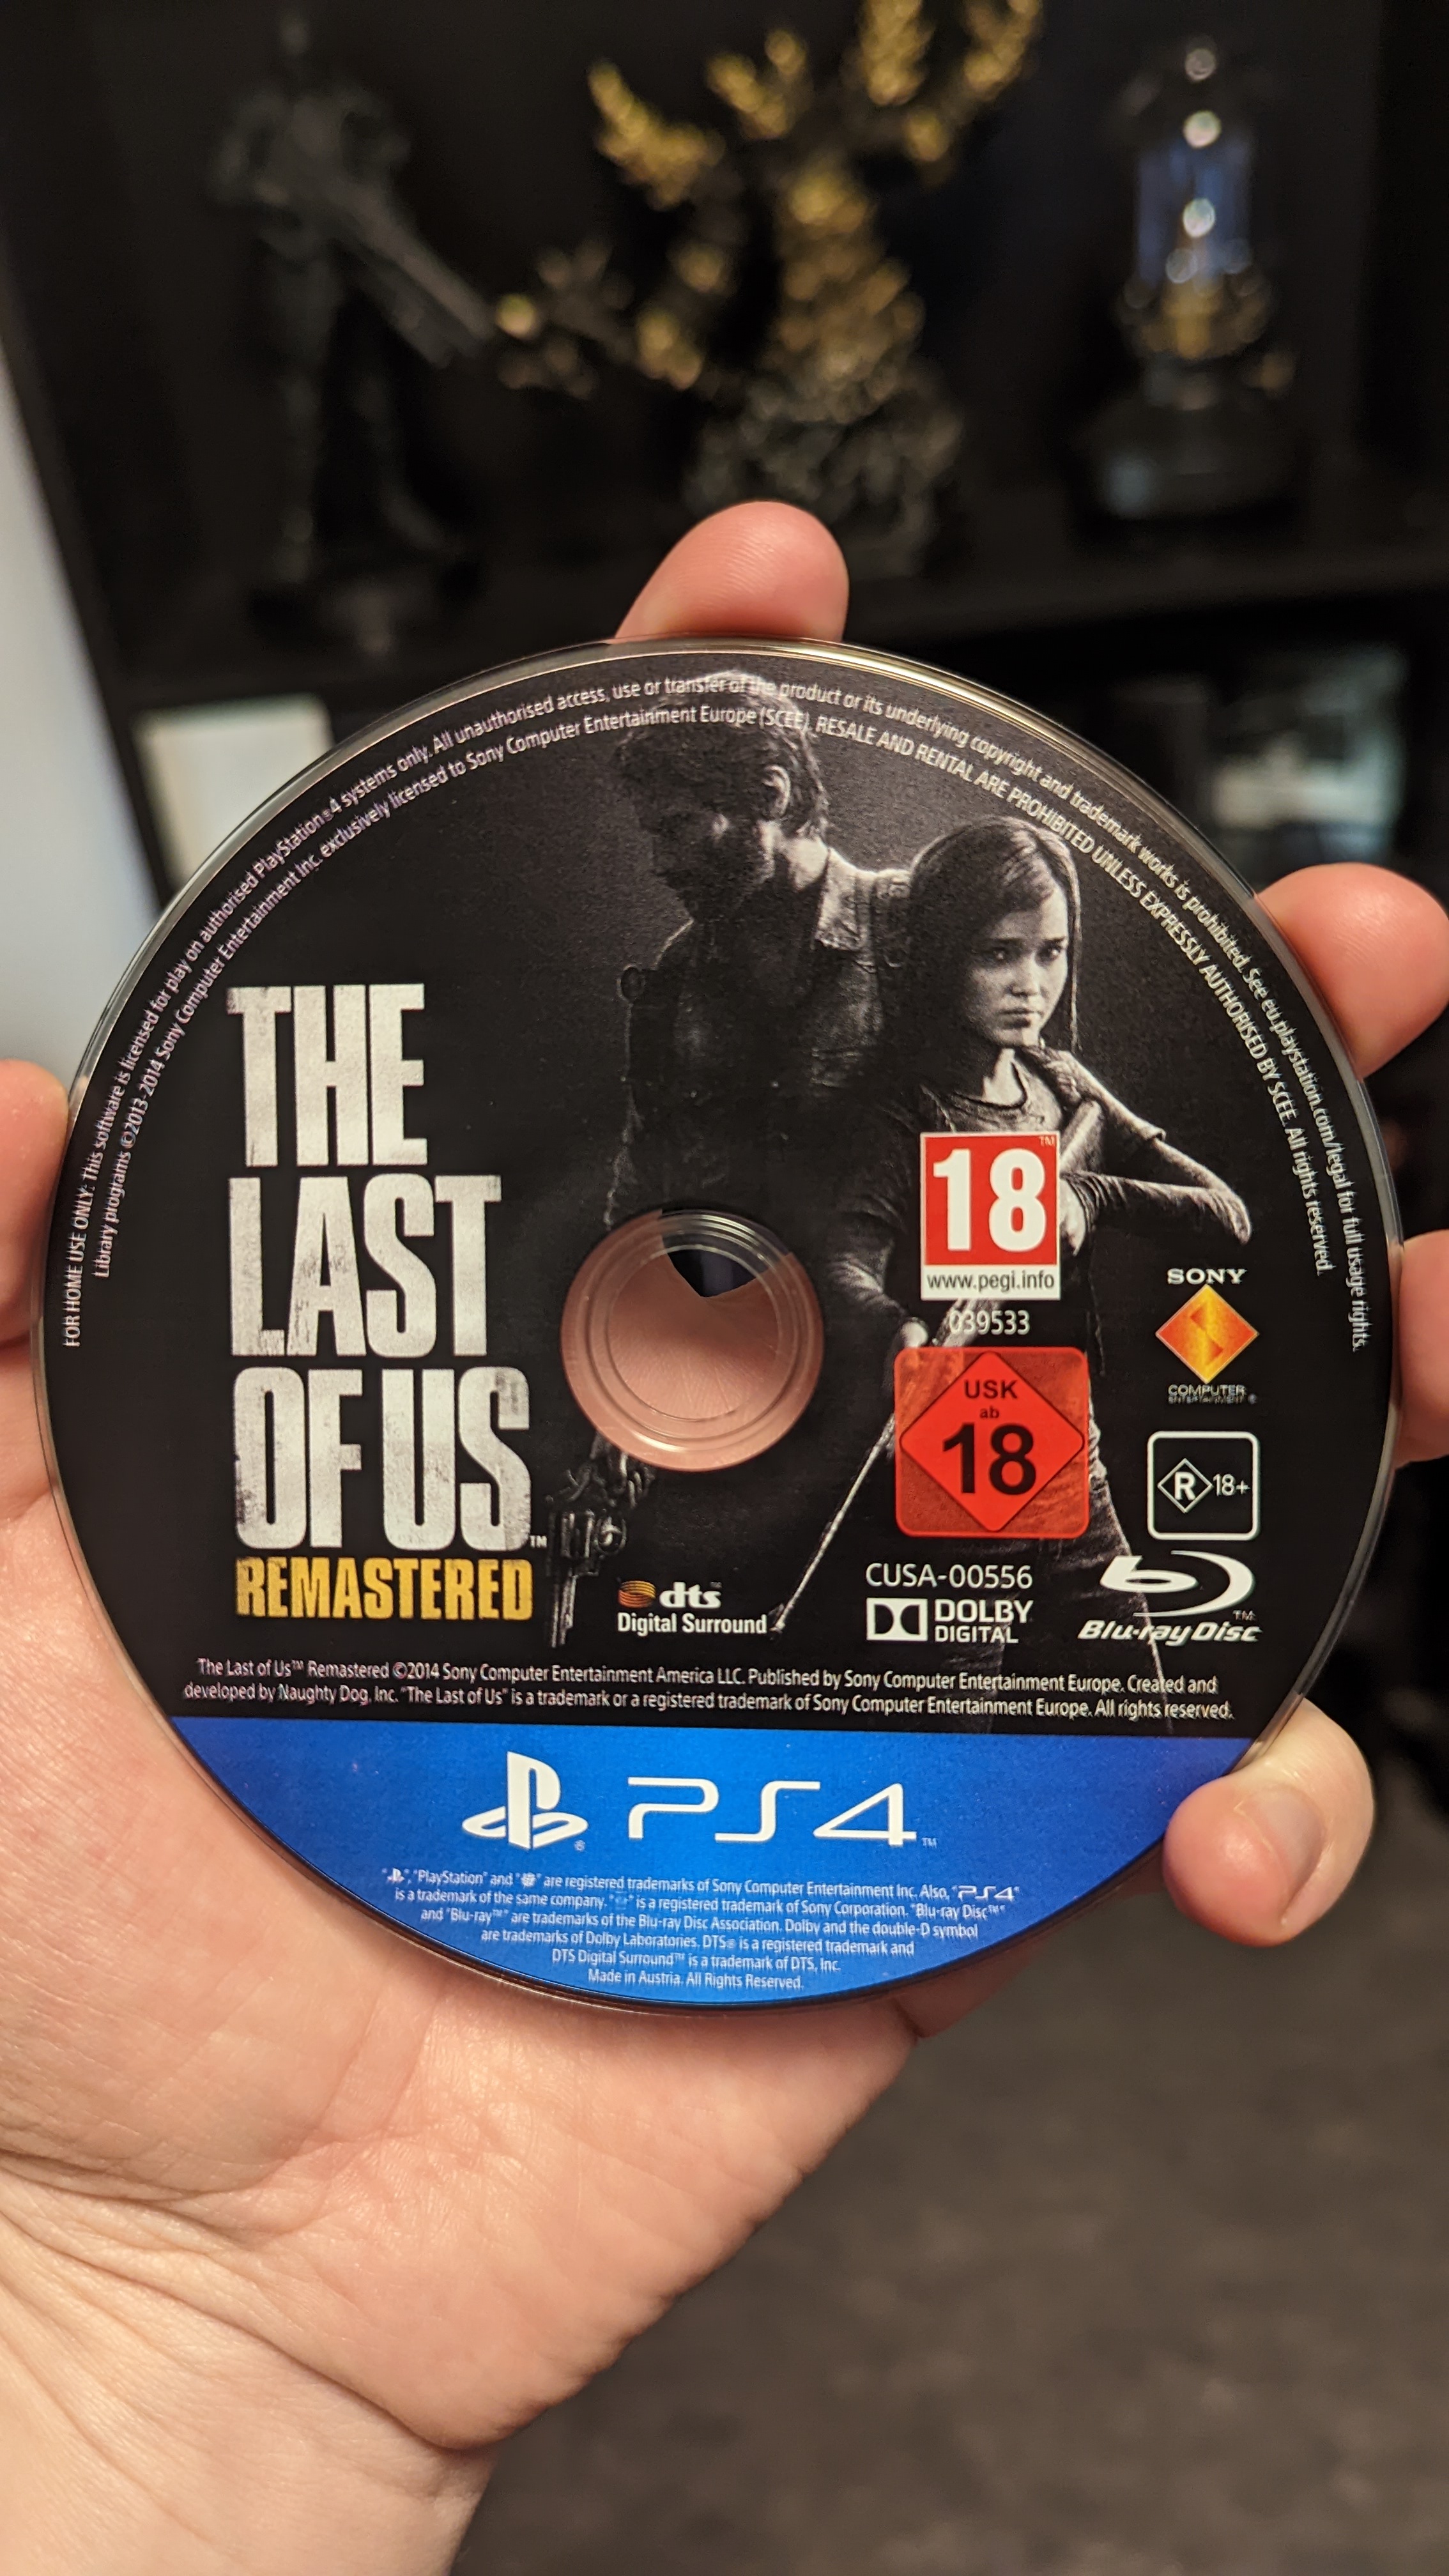 FOR HOME USE ONLY: This software is licensed for play on authorised PlayStation®4 systems only. All unauthorised access, use or transfer of the product or its underlying copyright and trademark works is prohibited. See eu.playstation.com/legal for full usage rights.
Library programs ©2013-2014 Sony Computer Entertainment Inc. exclusively licensed to Sony Computer Entertainment Europe (SCEE). RESALE AND RENTAL ARE PROHIBITED UNLESS EXPRESSLY AUTHORISED BY SCEE. All rights reserved.
THE
LAST
OF US™
REMASTERED
18™
www.pegi.info
039533
USK
ab
18
SONY
COMPUTER
ENTERTAINMENT®
R 18+
dts
Digital Surround
CUSA-00556
DOLBY
DIGITAL
Blu-ray Disc™
The Last of Us™ Remastered ©2014 Sony Computer Entertainment America LLC. Published by Sony Computer Entertainment Europe. Created and
developed by Naughty Dog, Inc. "The Last of Us" is a trademark or a registered trademark of Sony Computer Entertainment Europe. All rights reserved.
PS4™
" ", "PlayStation" and " " are registered trademarks of Sony Computer Entertainment Inc. Also, "PS4"
is a trademark of the same company. " " is a registered trademark of Sony Corporation. "Blu-ray Disc™"
and "Blu-ray™" are trademarks of the Blu-ray Disc Association. Dolby and the double-D symbol
are trademarks of Dolby Laboratories. DTS® is a registered trademark and
DTS Digital Surround™ is a trademark of DTS, Inc.
Made in Austria. All Rights Reserved.